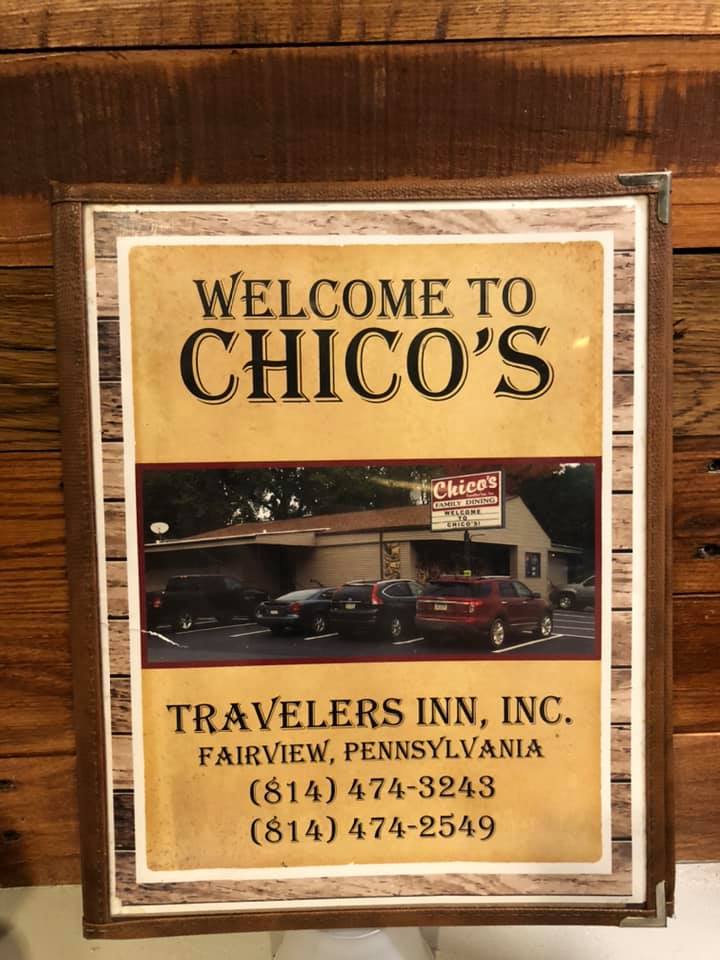 WELCOME TO
CHICO'S
Chico's
FAMILY DINING
WELCOME
TO
CHICO'S!
TRAVELERS INN, INC.
FAIRVIEW, PENNSYLVANIA
(814) 474-3243
(814) 474-2549